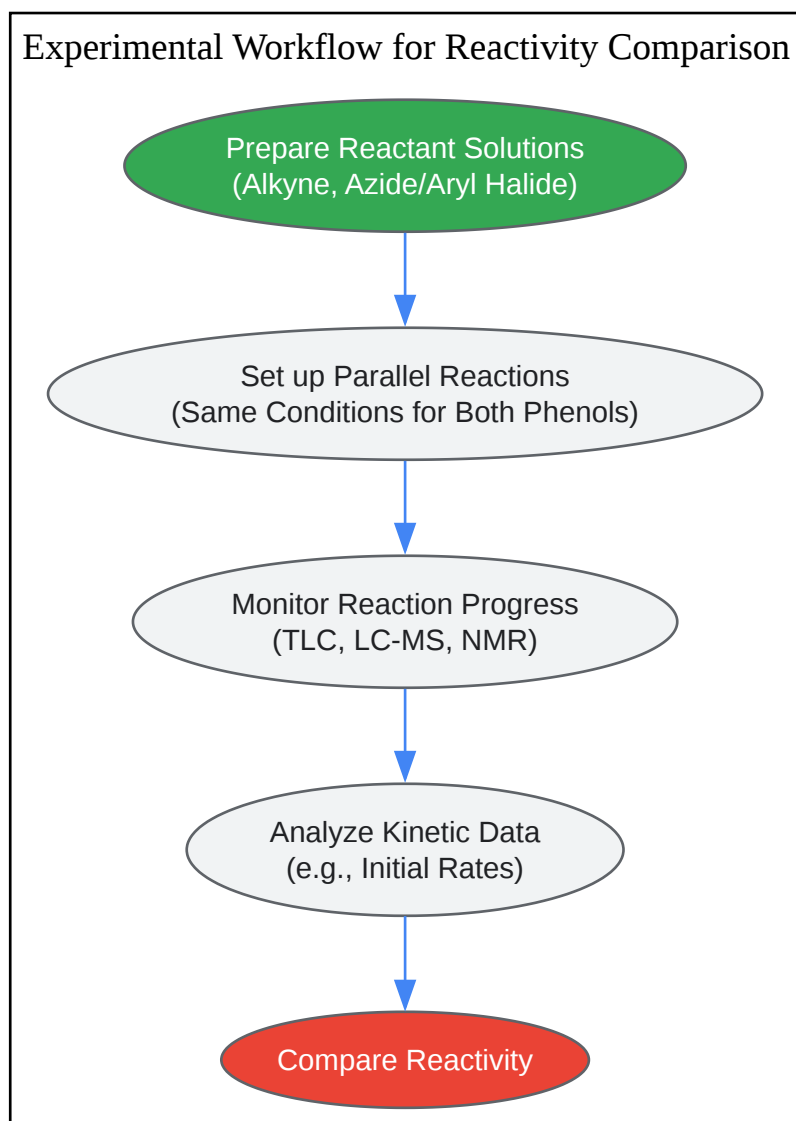 Experimental Workflow for Reactivity Comparison
Prepare Reactant Solutions
(Alkyne, Azide/Aryl Halide)
Set up Parallel Reactions
(Same Conditions for Both Phenols)
Monitor Reaction Progress
(TLC, LC-MS, NMR)
Analyze Kinetic Data
(e.g., Initial Rates)
Compare Reactivity